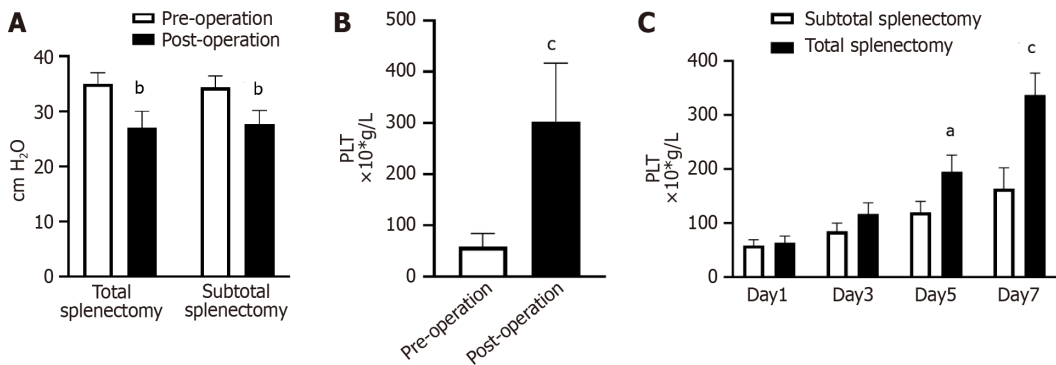 A
Pre-operation
Post-operation
cm H₂O
40
30
20
10
0
b
b
Total
splenectomy
Subtotal
splenectomy
B
PLT
×10*g/L
500
400
300
200
100
0
c
Pre-operation
Post-operation
C
Subtotal splenectomy
Total splenectomy
PLT
×10*g/L
400
300
200
100
0
a
c
Day1
Day3
Day5
Day7